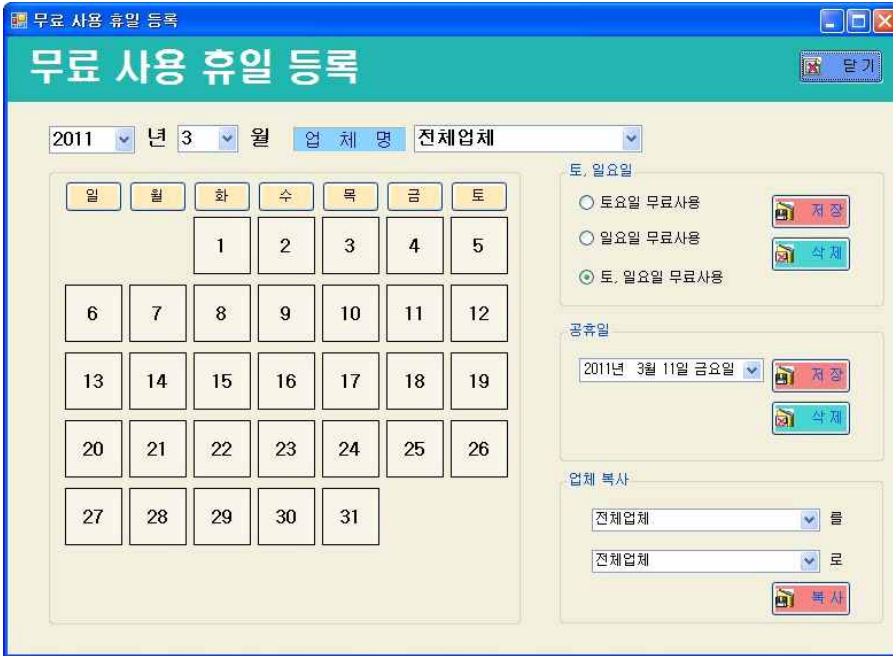 무료 사용 휴일 등록
무료 사용 휴일 등록
닫 기
2011 년 3 월 업 체 명 전체업체
일 월 화 수 목 금 토
1 2 3 4 5
6 7 8 9 10 11 12
13 14 15 16 17 18 19
20 21 22 23 24 25 26
27 28 29 30 31
토, 일요일
토요일 무료사용
저 장
일요일 무료사용
삭 제
토, 일요일 무료사용
공휴일
2011년 3월 11일 금요일
저 장
삭 제
업체 복사
전체업체 를
전체업체 로
복 사